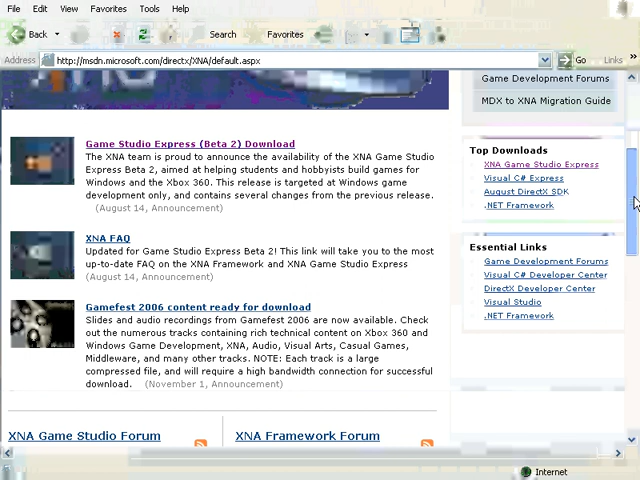 File Edit View Favorites Tools Help
Back Search Favorites
Address http://msdn.microsoft.com/directx/XNA/default.aspx Go Links
Game Development Forums
MDX to XNA Migration Guide
Game Studio Express (Beta 2) Download
The XNA team is proud to announce the availability of the XNA Game Studio
Express Beta 2, aimed at helping students and hobbyists build games for
Windows and the Xbox 360. This release is targeted at Windows game
development only, and contains several changes from the previous release.
(August 14, Announcement)
XNA FAQ
Updated for Game Studio Express Beta 2! This link will take you to the most
up-to-date FAQ on the XNA Framework and XNA Game Studio Express
(August 14, Announcement)
Gamefest 2006 content ready for download
Slides and audio recordings from Gamefest 2006 are now available. Check
out the numerous tracks containing rich technical content on Xbox 360 and
Windows Game Development, XNA, Audio, Visual Arts, Casual Games,
Middleware, and many other tracks. NOTE: Each track is a large
compressed file, and will require a high bandwidth connection for successful
download. (November 1, Announcement)
Top Downloads
XNA Game Studio Express
Visual C# Express
August DirectX SDK
.NET Framework
Essential Links
Game Development Forums
Visual C# Developer Center
DirectX Developer Center
Visual Studio
.NET Framework
XNA Game Studio Forum
XNA Framework Forum
Internet